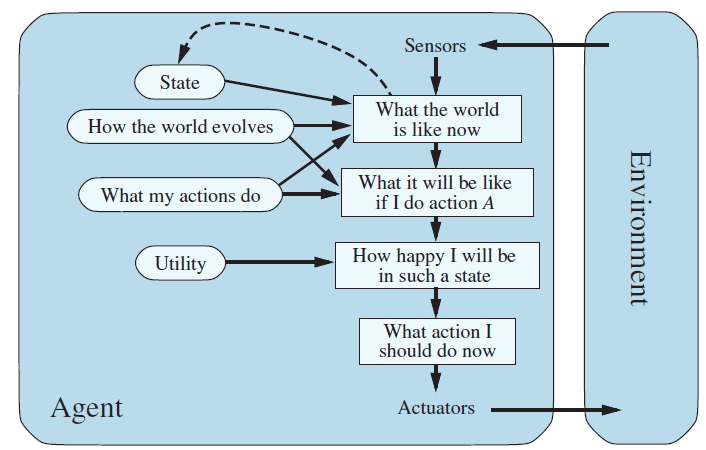 Sensors
State
What the world
is like now
How the world evolves
What it will be like
if I do action A
What my actions do
How happy I will be
in such a state
Utility
What action I
should do now
Agent
Actuators
Environment